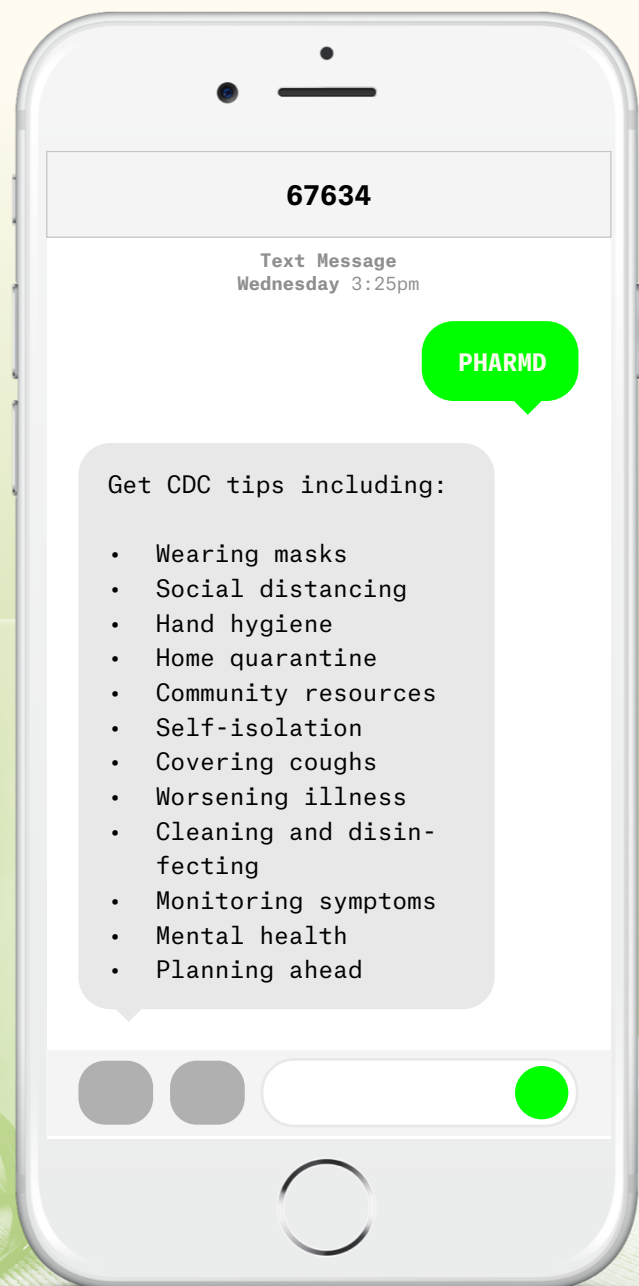 67634
Text Message
Wednesday 3:25pm
PHARMD
Get CDC tips including:
• Wearing masks
• Social distancing
• Hand hygiene
• Home quarantine
• Community resources
• Self-isolation
• Covering coughs
• Worsening illness
• Cleaning and disin-
fecting
• Monitoring symptoms
• Mental health
• Planning ahead